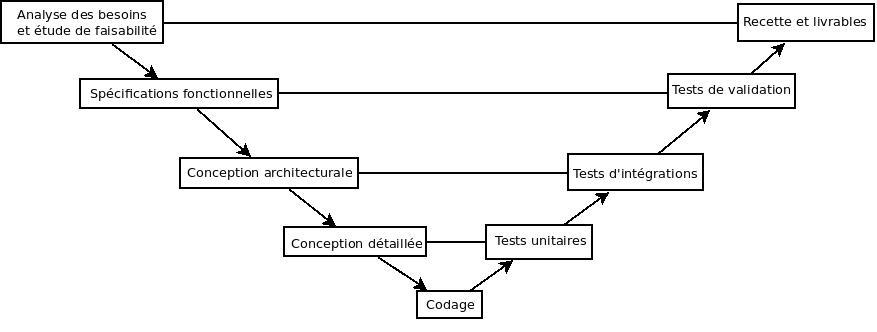 Analyse des besoins
et étude de faisabilité
Recette et livrables
Spécifications fonctionnelles
Tests de validation
Conception architecturale
Tests d'intégrations
Conception détaillée
Tests unitaires
Codage